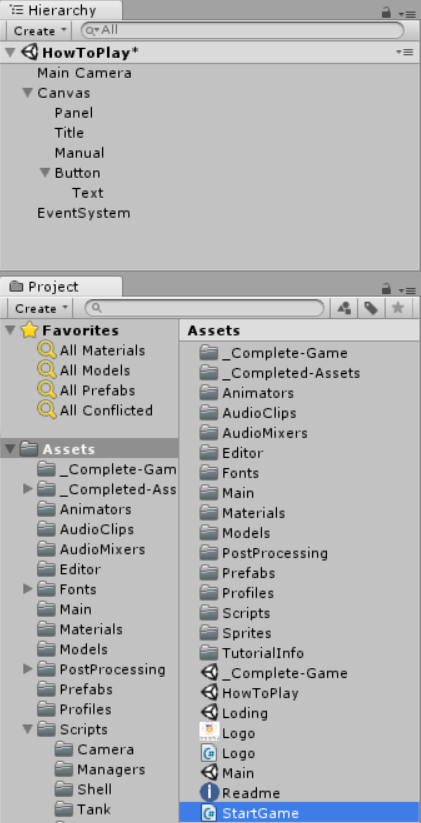 Hierarchy
Create
All
HowToPlay*
Main Camera
Canvas
Panel
Title
Manual
Button
Text
EventSystem
Project
Create
Favorites
All Materials
All Models
All Prefabs
All Conflicted
Assets
_Complete-Gam
_Completed-Ass
Animators
AudioClips
AudioMixers
Editor
Fonts
Main
Materials
Models
PostProcessing
Prefabs
Profiles
Scripts
Camera
Managers
Shell
Tank
Assets
_Complete-Game
_Completed-Assets
Animators
AudioClips
AudioMixers
Editor
Fonts
Main
Materials
Models
PostProcessing
Prefabs
Profiles
Scripts
Sprites
TutorialInfo
_Complete-Game
HowToPlay
Loding
Logo
Logo
Main
Readme
StartGame